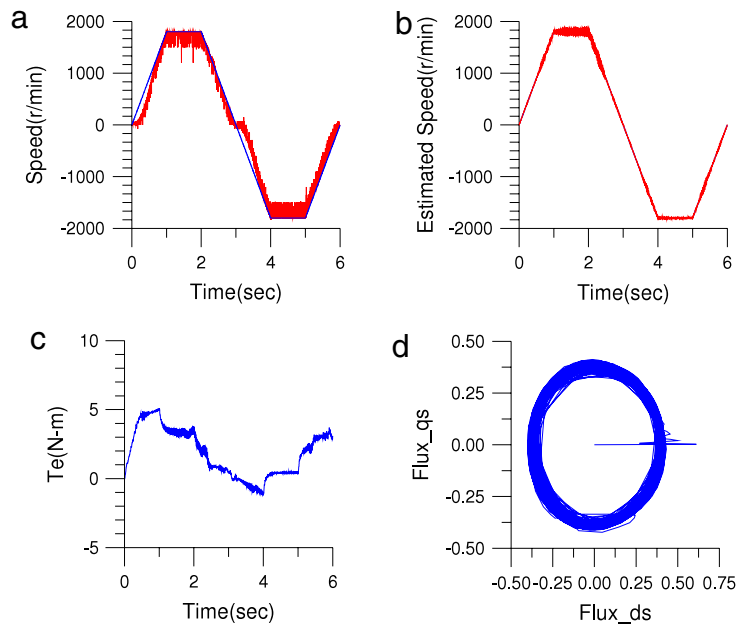 a
2000
1000
0
-1000
-2000
Speed(r/min)
0 2 4 6
Time(sec)
b
2000
1000
0
-1000
-2000
Estimated Speed(r/min)
0 2 4 6
Time(sec)
c
10
5
0
-5
Te(N-m)
0 2 4 6
Time(sec)
d
0.50
0.25
0.00
-0.25
-0.50
Flux_qs
-0.50 -0.25 0.00 0.25 0.50 0.75
Flux_ds